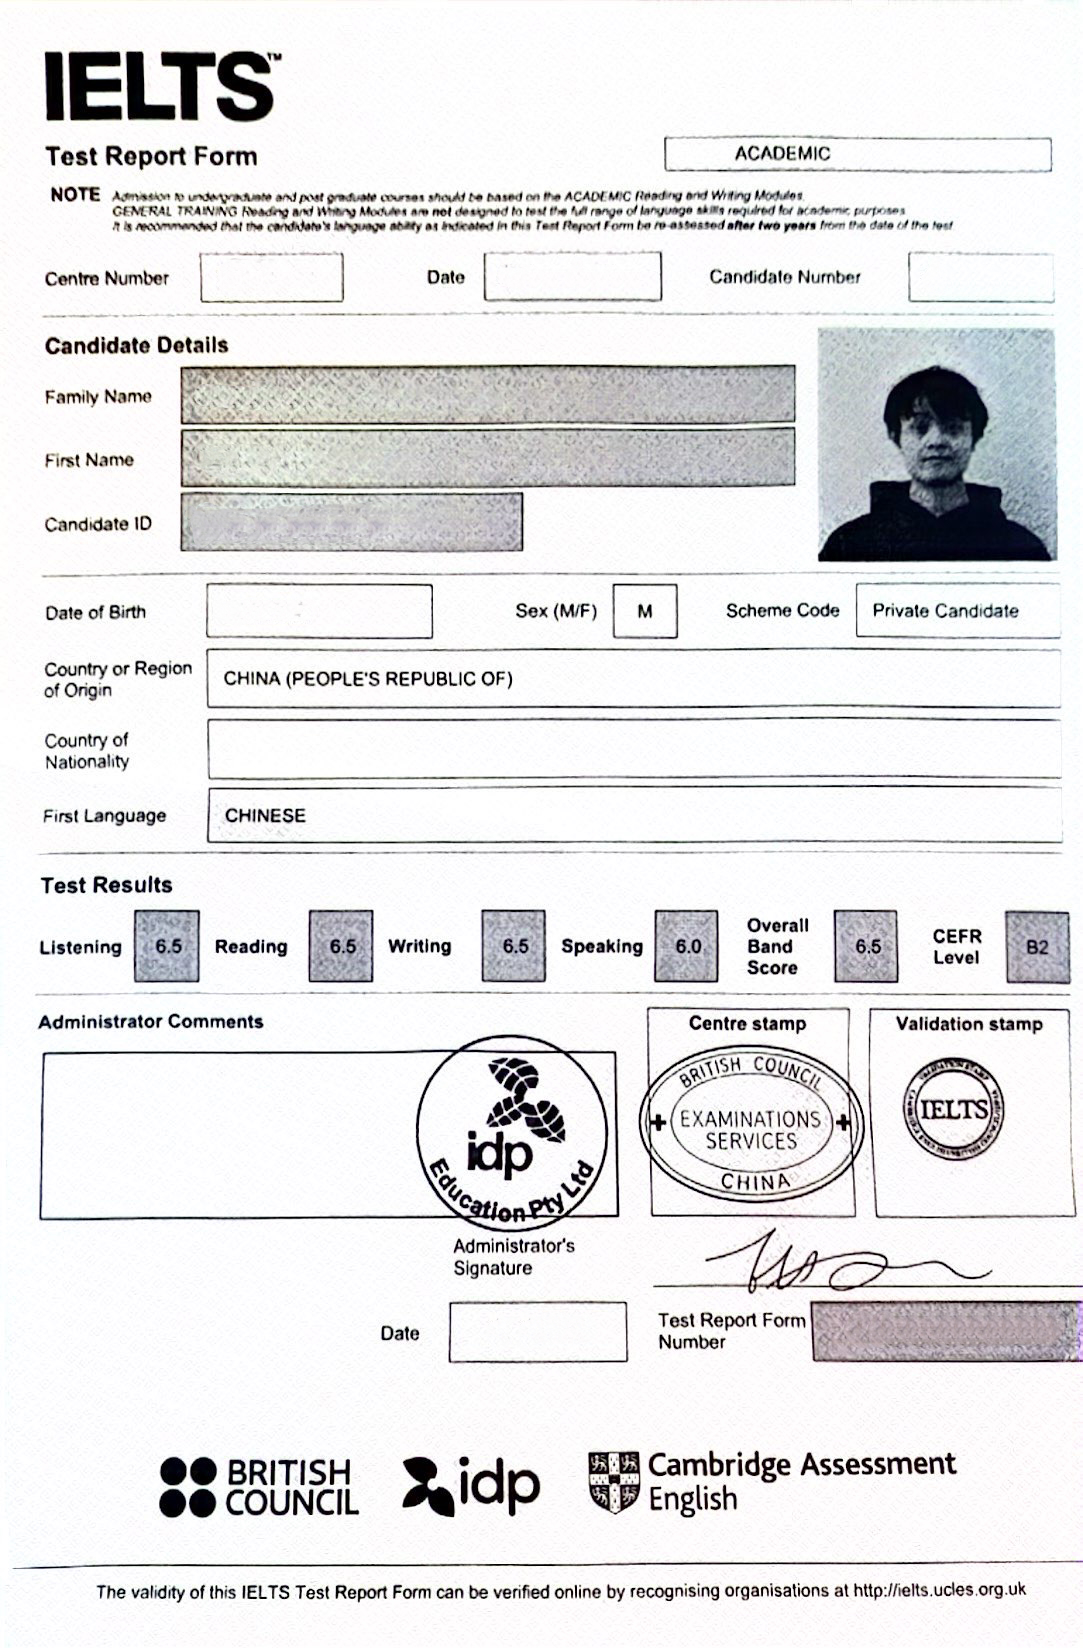 IELTS™
Test Report Form
ACADEMIC
NOTE Admission to undergraduate and post graduate courses should be based on the ACADEMIC Reading and Writing Modules.
GENERAL TRAINING Reading and Writing Modules are not designed to test the full range of language skills required for academic purposes.
It is recommended that the candidate's language ability as indicated in this Test Report Form be re-assessed after two years from the date of the test.
Centre Number
Date
Candidate Number
Candidate Details
Family Name
First Name
Candidate ID
Date of Birth
Sex (M/F)
M
Scheme Code
Private Candidate
Country or Region
of Origin
CHINA (PEOPLE'S REPUBLIC OF)
Country of
Nationality
First Language
CHINESE
Test Results
Listening 6.5 Reading 6.5 Writing 6.5 Speaking 6.0
Overall
Band
Score
6.5
CEFR
Level
B2
Administrator Comments
idp
Education Pty Ltd
Centre stamp
BRITISH COUNCIL
EXAMINATIONS
SERVICES
CHINA
Validation stamp
VALIDATION STAMP
IELTS
Administrator's
Signature
Date
Test Report Form
Number
BRITISH
COUNCIL
idp
Cambridge Assessment
English
The validity of this IELTS Test Report Form can be verified online by recognising organisations at http://ielts.ucles.org.uk